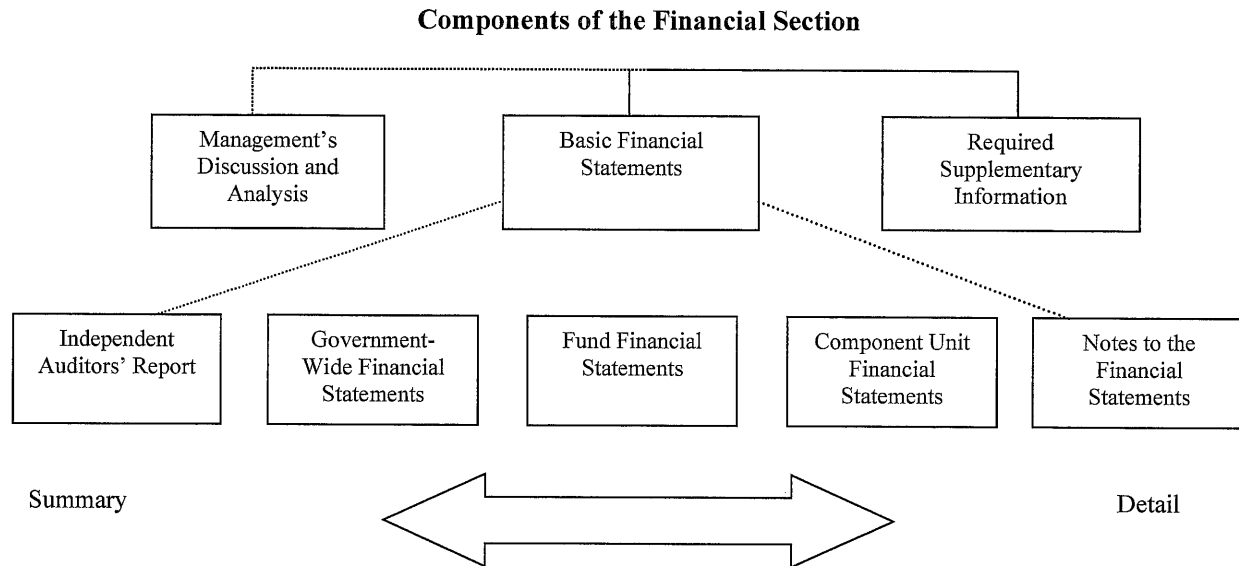 Components of the Financial Section
Management's
Discussion and
Analysis
Basic Financial
Statements
Required
Supplementary
Information
Independent
Auditors' Report
Government-
Wide Financial
Statements
Fund Financial
Statements
Component Unit
Financial
Statements
Notes to the
Financial
Statements
Summary
Detail